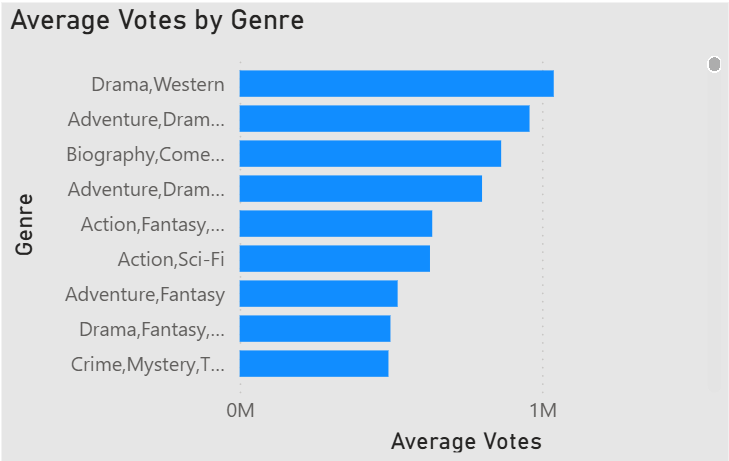 Average Votes by Genre
Genre
Drama,Western
Adventure,Dram...
Biography,Come...
Adventure,Dram...
Action,Fantasy,...
Action,Sci-Fi
Adventure,Fantasy
Drama,Fantasy,...
Crime,Mystery,T...
0M 1M
Average Votes